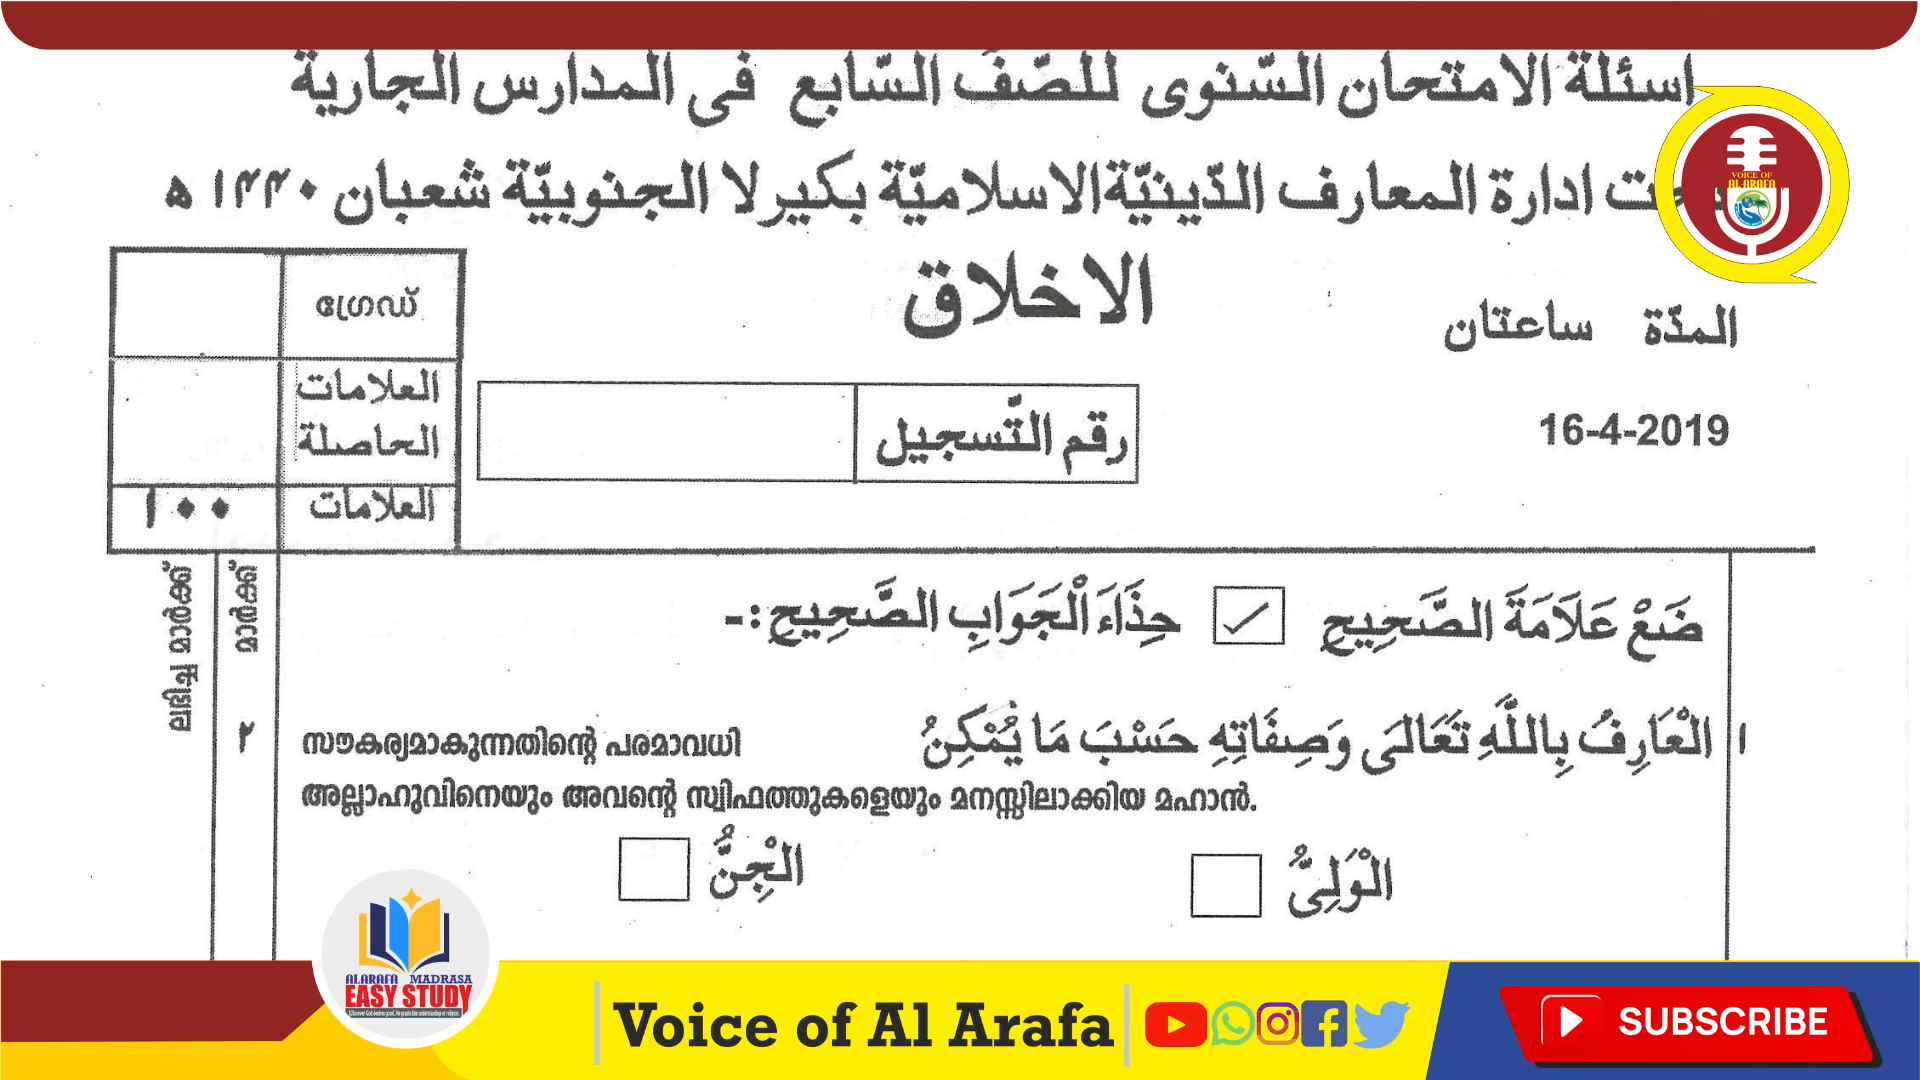 اسئلة الامتحان السّنوى للصّفّ السّابع فى المدارس الجارية
ادارة المعارف الدّينيّة الاسلاميّة بكيرلا الجنوبيّة شعبان ١٤٤٠ ه
VOICE OF
AL ARAFA
الاخلاق
المدّة ساعتان
16-4-2019
رقم التّسجيل
ഗ്രേഡ്
العلامات
الحاصلة
العلامات ١٠٠
മാർക്ക്
ലഭിച്ച മാർക്ക്
ضَعْ عَلَامَةَ الصَّحِيحِ ✓ حِذَاءَ الْجَوَابِ الصَّحِيحِ :-
١ الْعَارِفُ بِاللَّهِ تَعَالَى وَصِفَاتِهِ حَسْبَ مَا يُمْكِنُ
സൗകര്യമാകുന്നതിന്റെ പരമാവധി ٢
അല്ലാഹുവിനെയും അവന്റെ സ്വിഫത്തുകളെയും മനസ്സിലാക്കിയ മഹാൻ.
الْوَلِىُّ
الْجِنُّ
ALARAFA MADRASA
EASY STUDY
Voice of Al Arafa
SUBSCRIBE